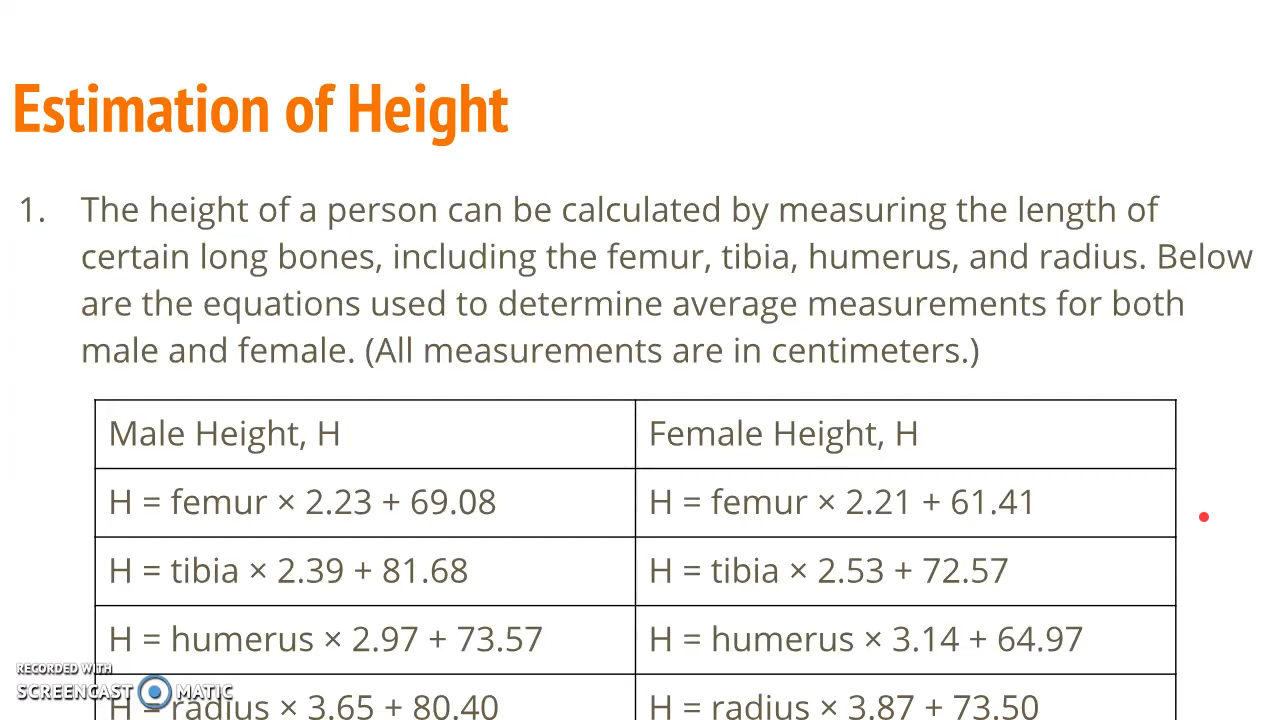 Estimation of Height
1. The height of a person can be calculated by measuring the length of
certain long bones, including the femur, tibia, humerus, and radius. Below
are the equations used to determine average measurements for both
male and female. (All measurements are in centimeters.)
Male Height, H Female Height, H
H = femur × 2.23 + 69.08 H = femur × 2.21 + 61.41
H = tibia × 2.39 + 81.68 H = tibia × 2.53 + 72.57
H = humerus × 2.97 + 73.57 H = humerus × 3.14 + 64.97
H = radius × 3.65 + 80.40 H = radius × 3.87 + 73.50
RECORDED WITH
SCREENCAST MATIC